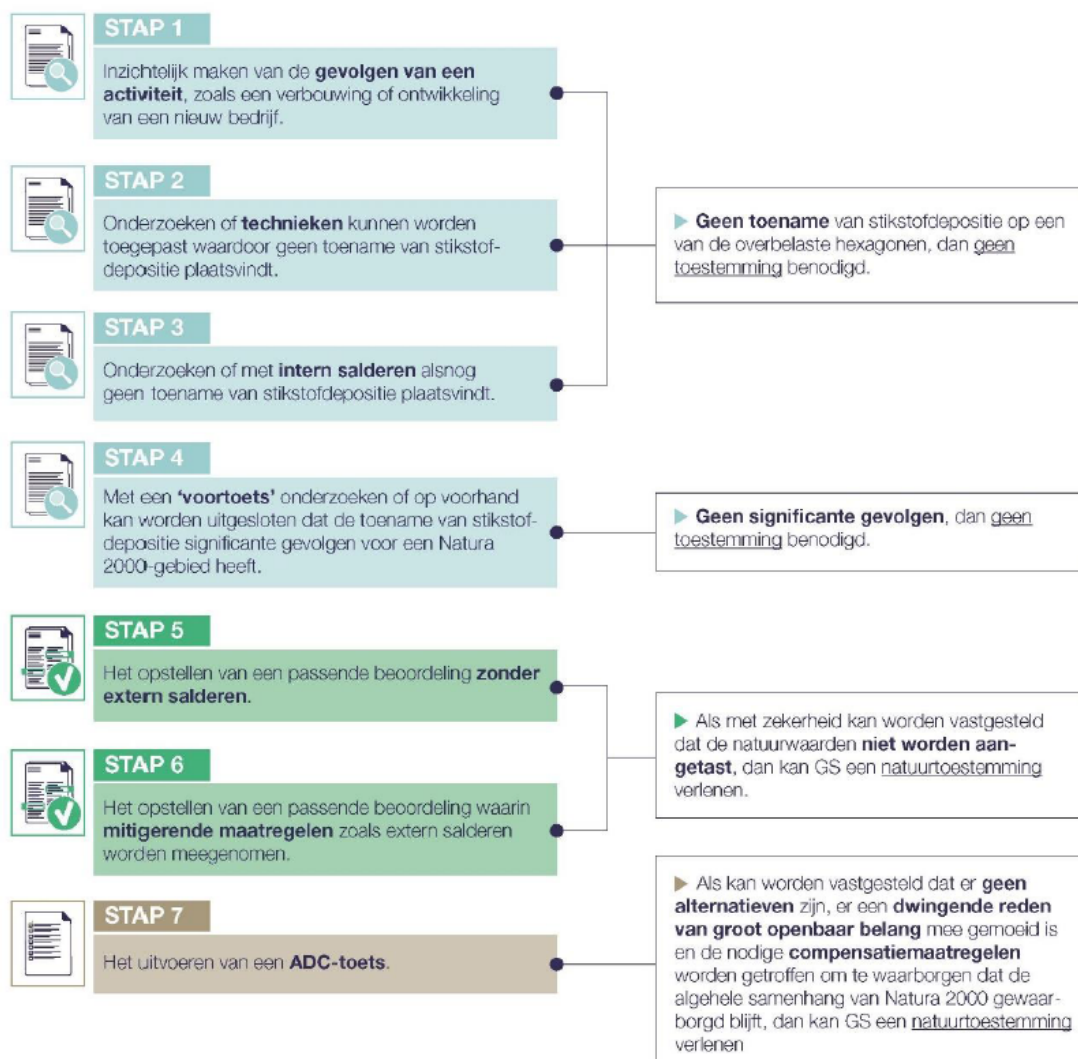 STAP 1
Inzichtelijk maken van de gevolgen van een
activiteit, zoals een verbouwing of ontwikkeling
van een nieuw bedrijf.
STAP 2
Onderzoeken of technieken kunnen worden
toegepast waardoor geen toename van stikstof-
depositie plaatsvindt.
STAP 3
Onderzoeken of met intern salderen alsnog
geen toename van stikstofdepositie plaatsvindt.
▶ Geen toename van stikstofdepositie op een
van de overbelaste hexagonen, dan geen
toestemming benodigd.
STAP 4
Met een ‘voortoets’ onderzoeken of op voorhand
kan worden uitgesloten dat de toename van stikstof-
depositie significante gevolgen voor een Natura
2000-gebied heeft.
▶ Geen significante gevolgen, dan geen
toestemming benodigd.
STAP 5
Het opstellen van een passende beoordeling zonder
extern salderen.
STAP 6
Het opstellen van een passende beoordeling waarin
mitigerende maatregelen zoals extern salderen
worden meegenomen.
▶ Als met zekerheid kan worden vastgesteld
dat de natuurwaarden niet worden aan-
getast, dan kan GS een natuurtoestemming
verlenen.
STAP 7
Het uitvoeren van een ADC-toets.
▶ Als kan worden vastgesteld dat er geen
alternatieven zijn, er een dwingende reden
van groot openbaar belang mee gemoeid is
en de nodige compensatiemaatregelen
worden getroffen om te waarborgen dat de
algehele samenhang van Natura 2000 gewaar-
borgd blijft, dan kan GS een natuurtoestemming
verlenen